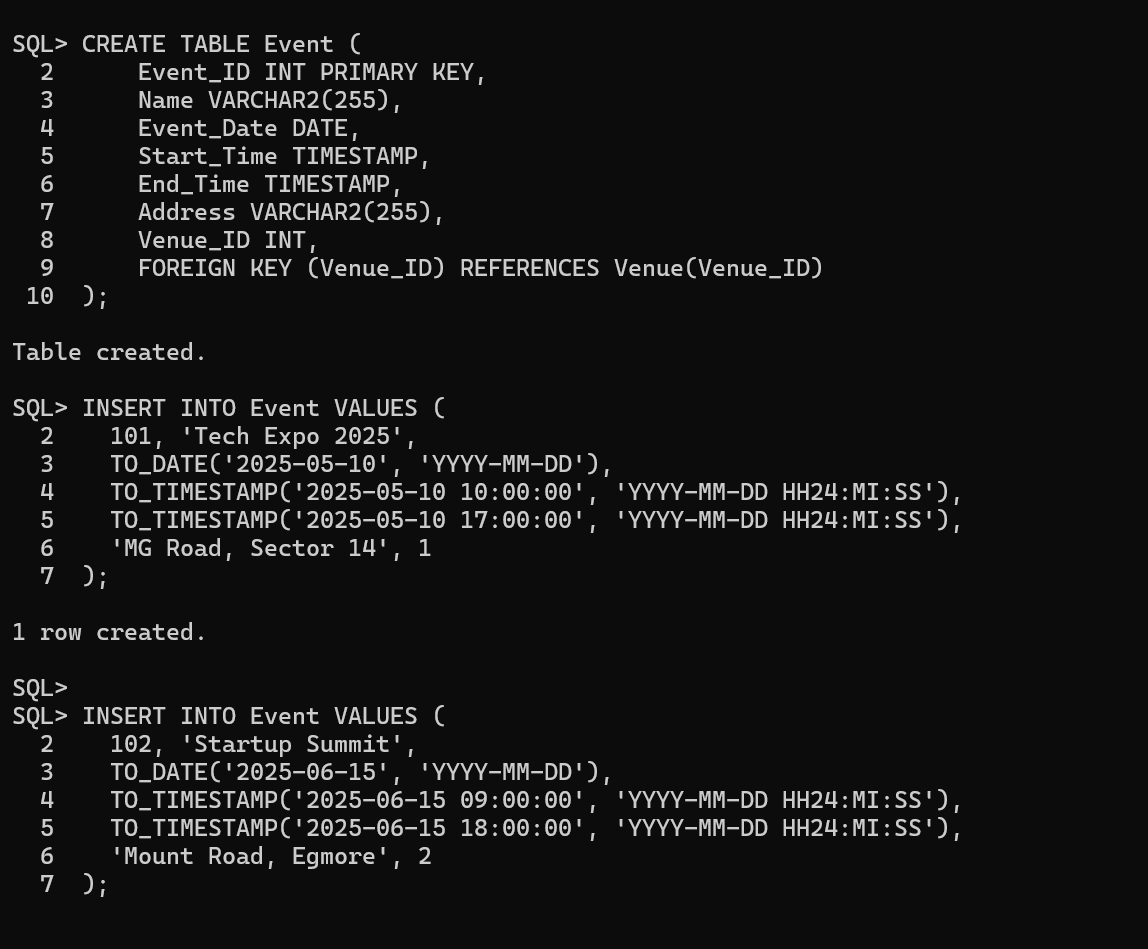 SQL> CREATE TABLE Event (
  2      Event_ID INT PRIMARY KEY,
  3      Name VARCHAR2(255),
  4      Event_Date DATE,
  5      Start_Time TIMESTAMP,
  6      End_Time TIMESTAMP,
  7      Address VARCHAR2(255),
  8      Venue_ID INT,
  9      FOREIGN KEY (Venue_ID) REFERENCES Venue(Venue_ID)
 10  );
Table created.
SQL> INSERT INTO Event VALUES (
  2    101, 'Tech Expo 2025',
  3    TO_DATE('2025-05-10', 'YYYY-MM-DD'),
  4    TO_TIMESTAMP('2025-05-10 10:00:00', 'YYYY-MM-DD HH24:MI:SS'),
  5    TO_TIMESTAMP('2025-05-10 17:00:00', 'YYYY-MM-DD HH24:MI:SS'),
  6    'MG Road, Sector 14', 1
  7  );
1 row created.
SQL>
SQL> INSERT INTO Event VALUES (
  2    102, 'Startup Summit',
  3    TO_DATE('2025-06-15', 'YYYY-MM-DD'),
  4    TO_TIMESTAMP('2025-06-15 09:00:00', 'YYYY-MM-DD HH24:MI:SS'),
  5    TO_TIMESTAMP('2025-06-15 18:00:00', 'YYYY-MM-DD HH24:MI:SS'),
  6    'Mount Road, Egmore', 2
  7  );